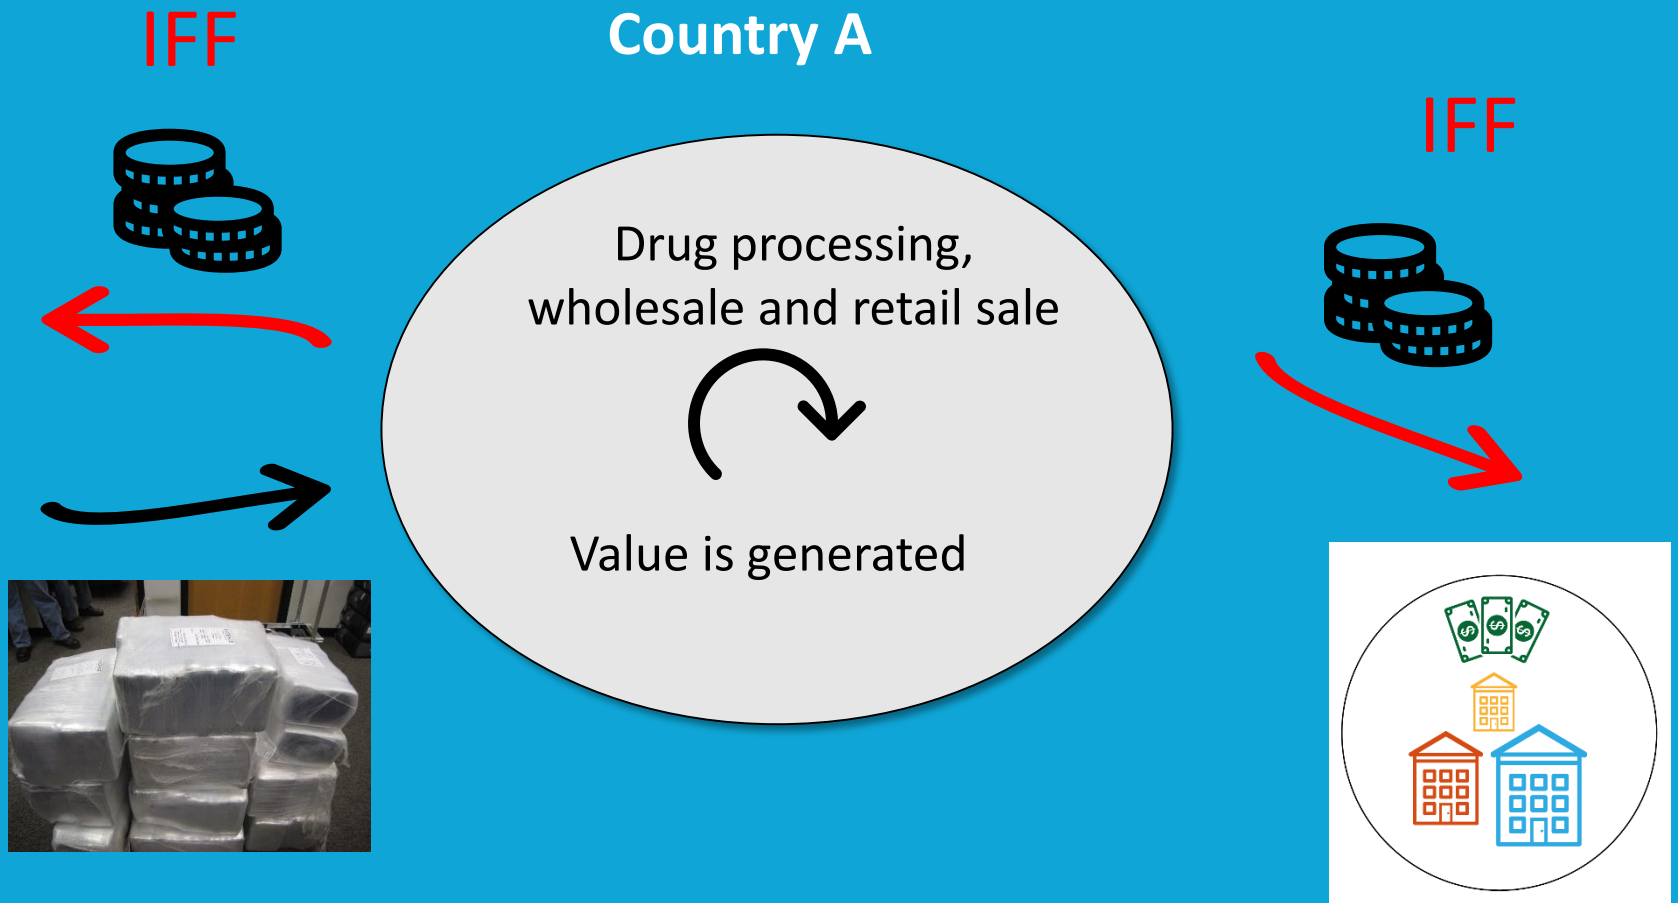 IFF
Country A
IFF
Drug processing,
wholesale and retail sale
Value is generated